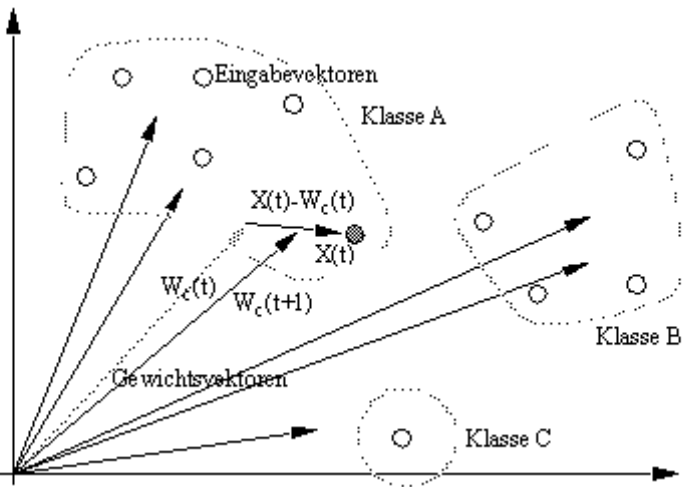 Eingabevektoren
Klasse A
X(t)-W_c(t)
X(t)
W_c(t)
W_c(t+1)
Klasse B
Gewichtsvektoren
Klasse C